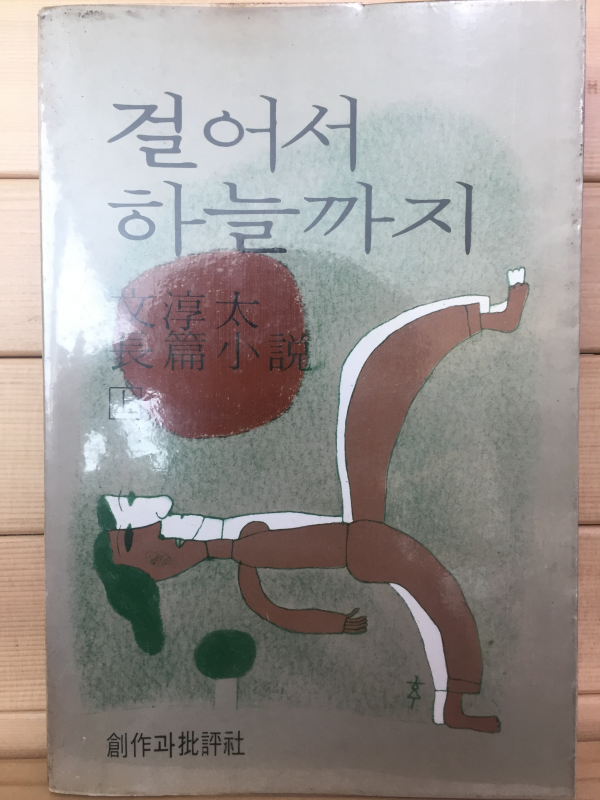 걸어서
하늘까지
文淳太
長篇小說
上
創作과批評社